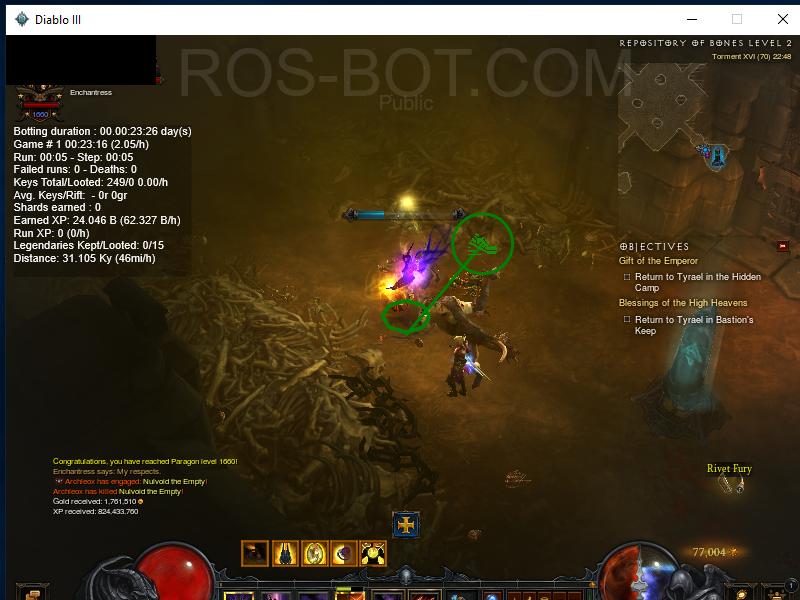 Diablo III
REPOSITORY OF BONES LEVEL 2
Torment XVI (70) 22:48
ROS-BOT.COM
Public
Enchantress
1660
Botting duration : 00.00:23:26 day(s)
Game # 1 00:23:16 (2.05/h)
Run: 00:05 - Step: 00:05
Failed runs: 0 - Deaths: 0
Keys Total/Looted: 249/0 0.00/h
Avg. Keys/Rift:  - 0r 0gr
Shards earned : 0
Earned XP: 24.046 B (62.327 B/h)
Run XP: 0 (0/h)
Legendaries Kept/Looted: 0/15
Distance: 31.105 Ky (46mi/h)
OBJECTIVES
Gift of the Emperor
Return to Tyrael in the Hidden
Camp
Blessings of the High Heavens
Return to Tyrael in Bastion's
Keep
Rivet Fury
Congratulations, you have reached Paragon level 1660!
Enchantress says: My respects.
Archleox has engaged: Nulvoid the Empty!
Archleox has killed Nulvoid the Empty!
Gold received: 1,761,510
XP received: 824,433,760
77,004
1